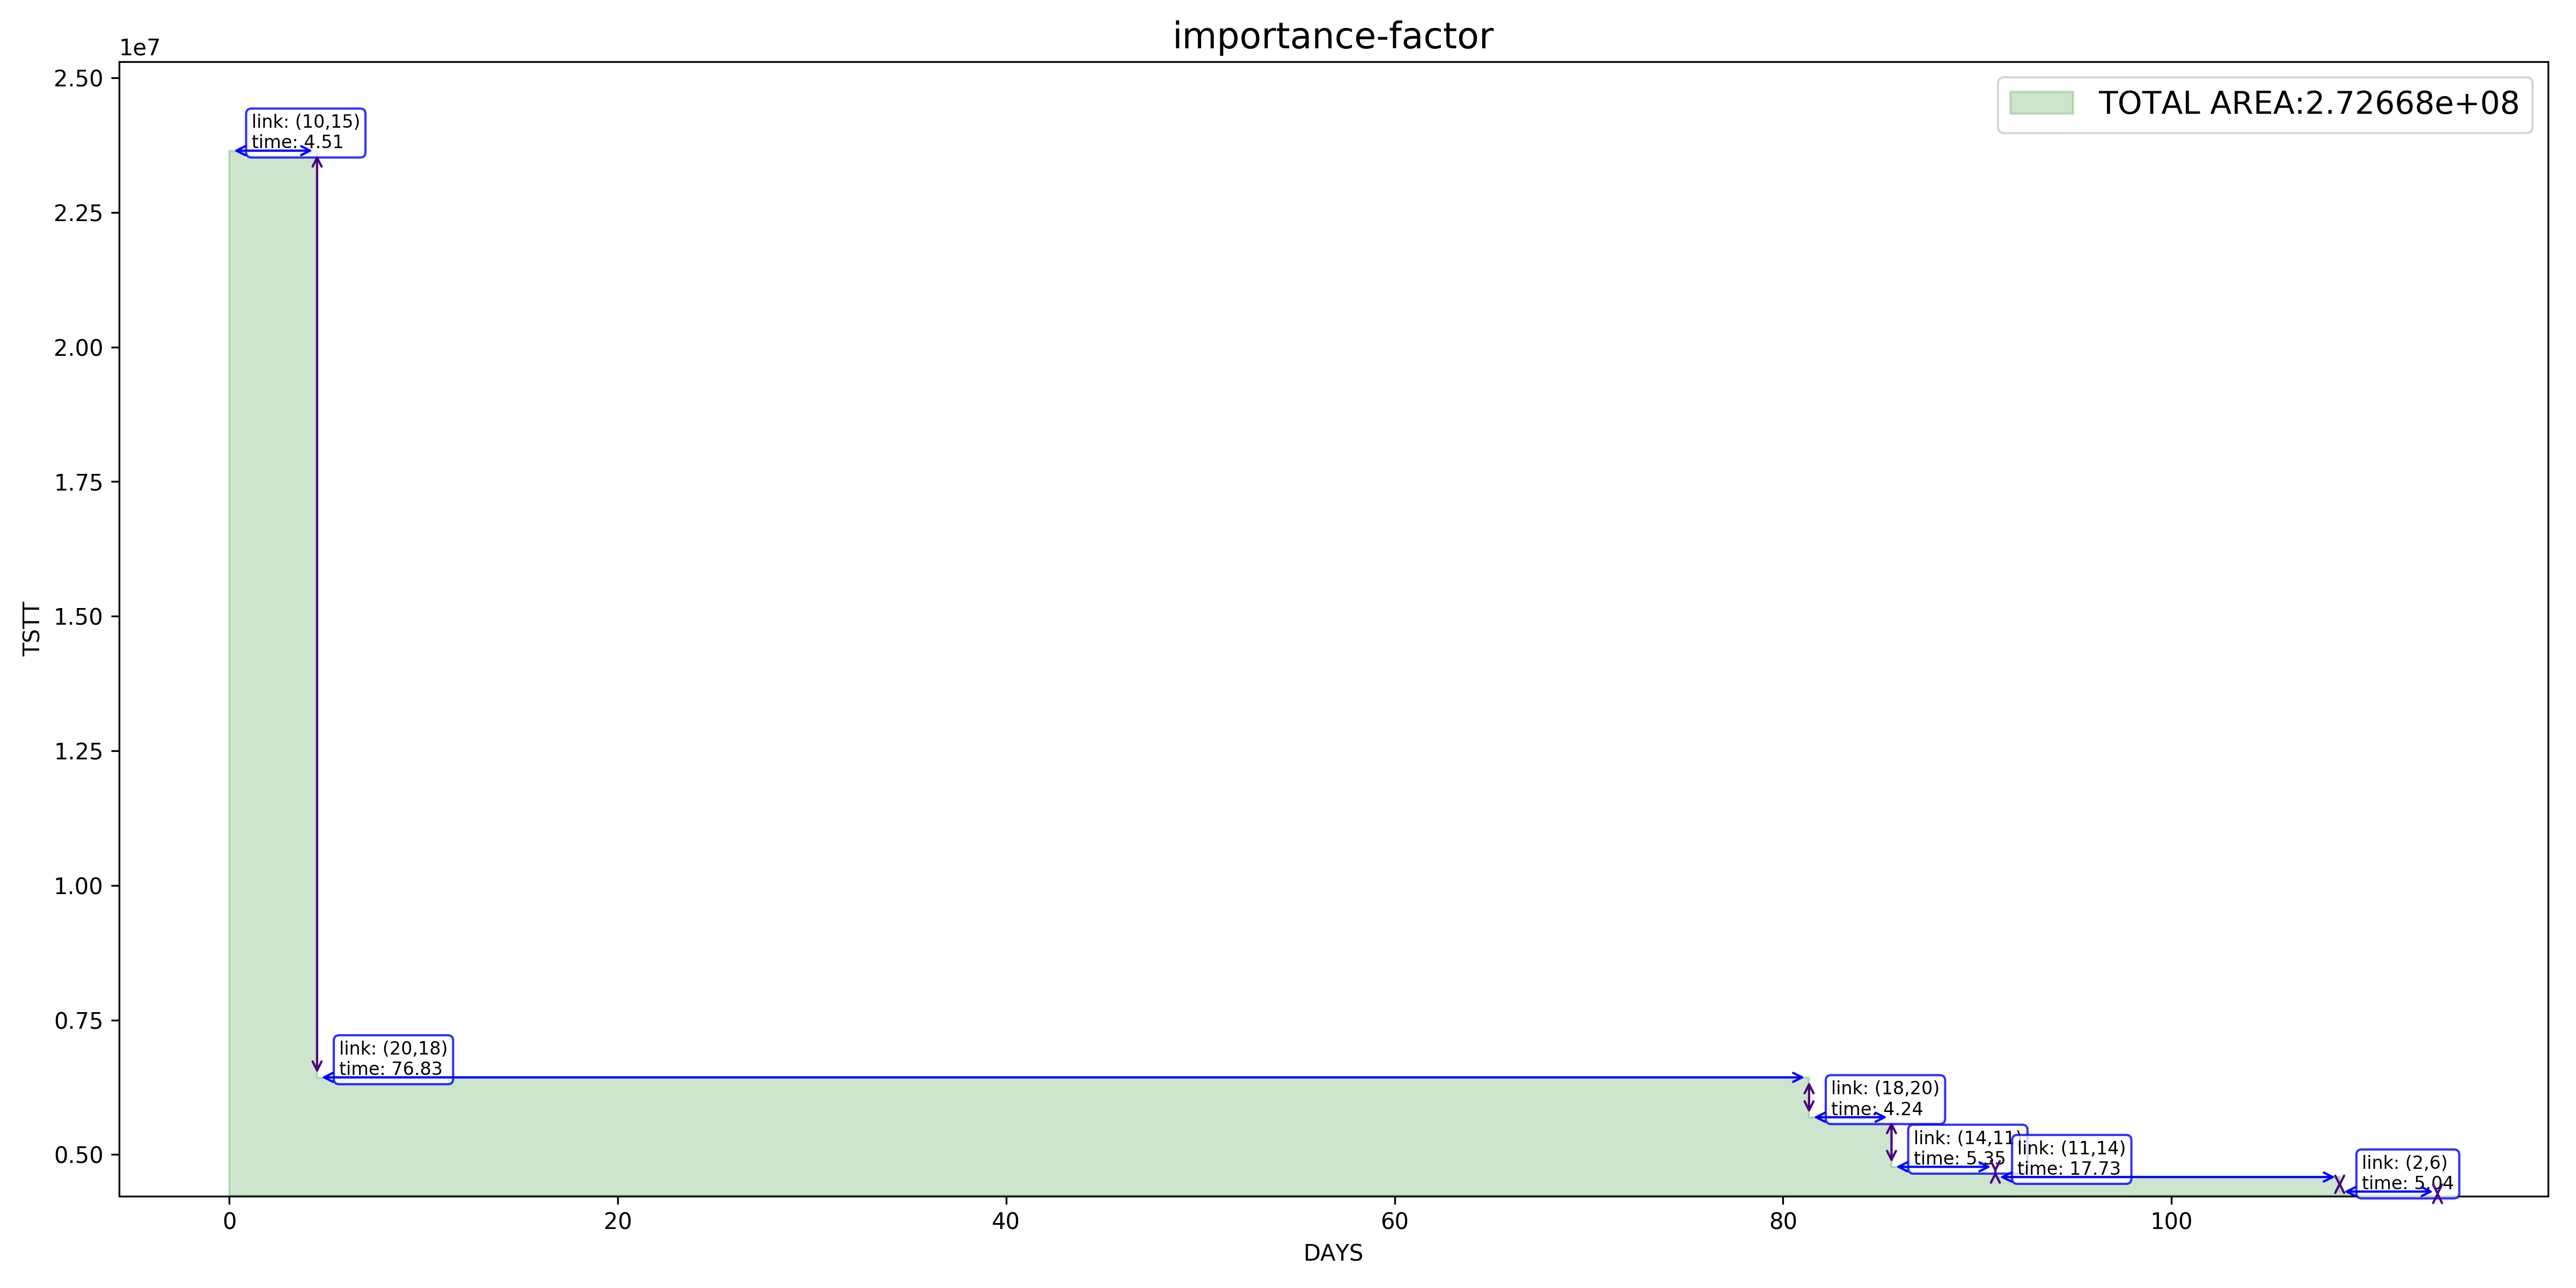 importance-factor
1e7
TOTAL AREA:2.72668e+08
2.50
2.25
2.00
1.75
1.50
1.25
1.00
0.75
0.50
TSTT
link: (10,15)
time: 4.51
link: (20,18)
time: 76.83
link: (18,20)
time: 4.24
link: (14,11)
time: 5.35
link: (11,14)
time: 17.73
link: (2,6)
time: 5.04
0 20 40 60 80 100
DAYS